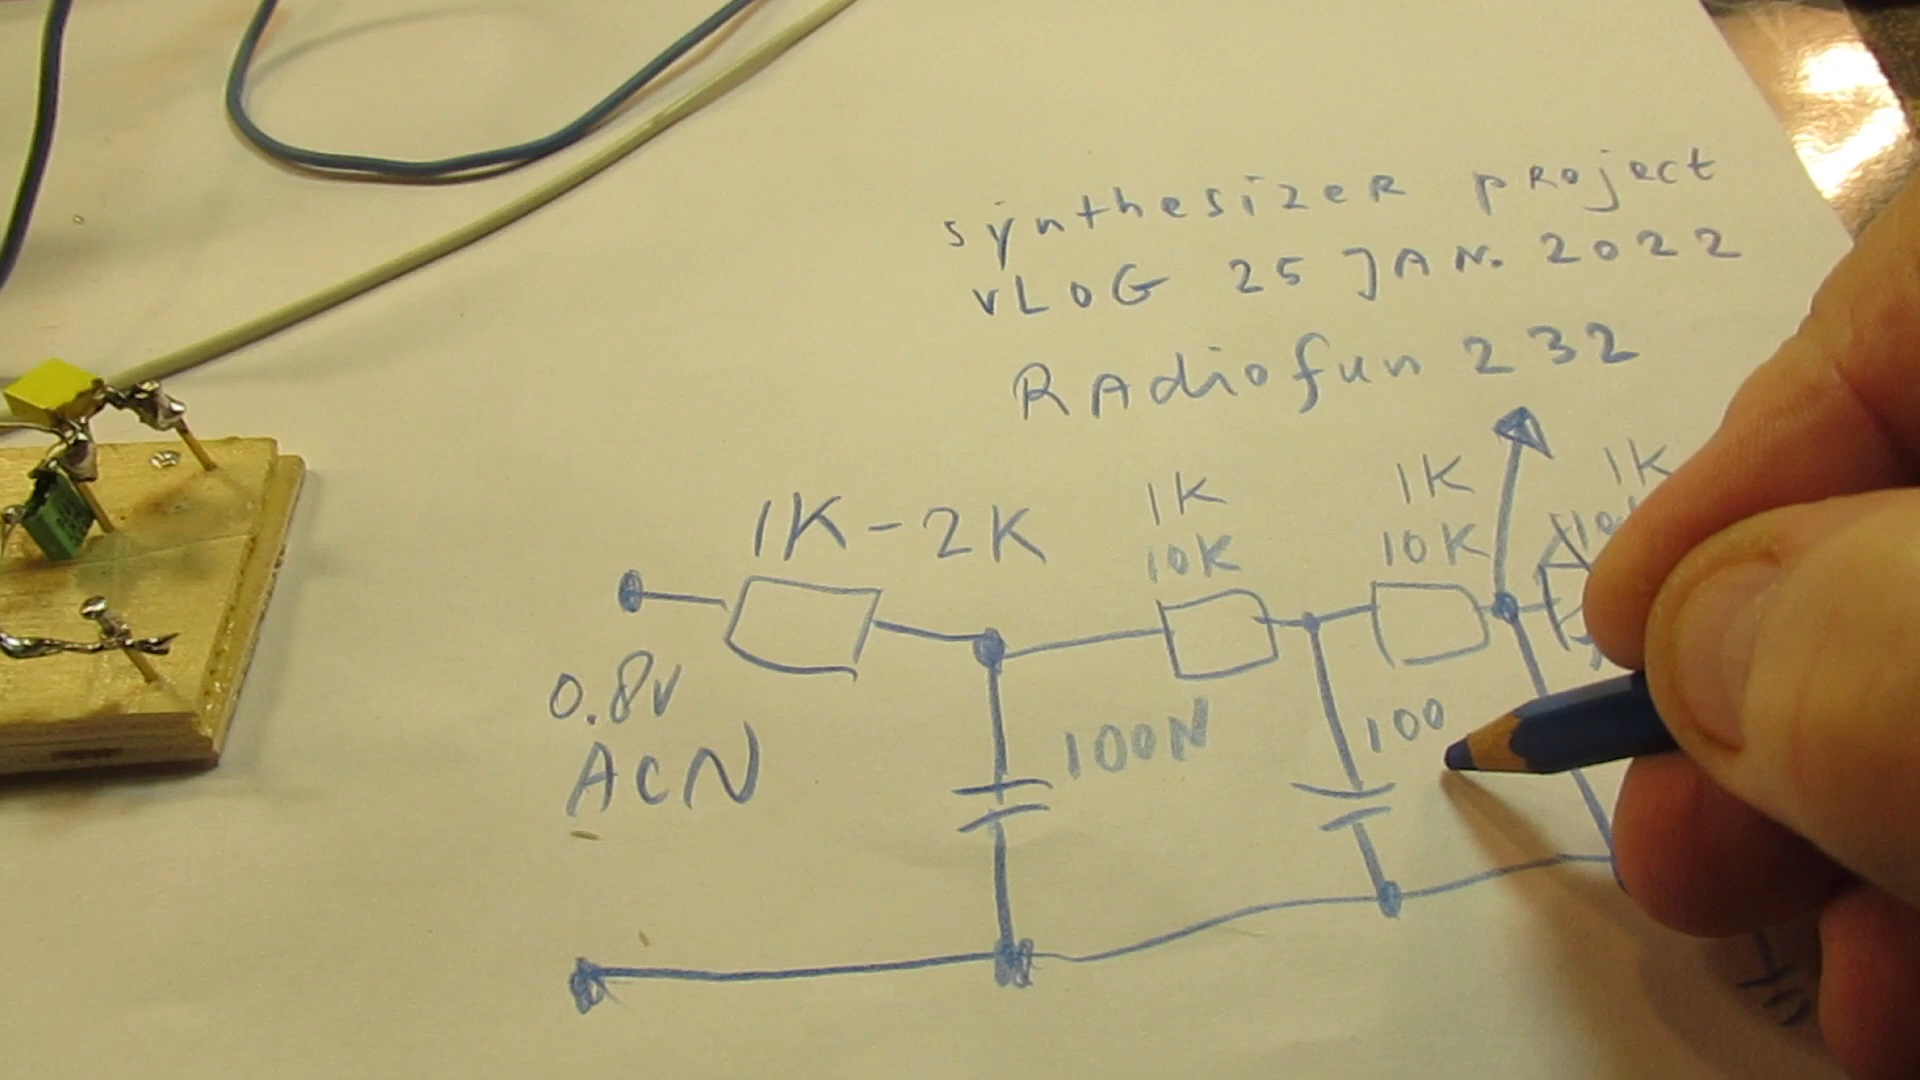 synthesizeR pRoject
vLOG 25 JAN. 2022
RAdiofun 232
1K-2K
1K
10K
1K
10K
1K
0.8v
ACN
100N
100